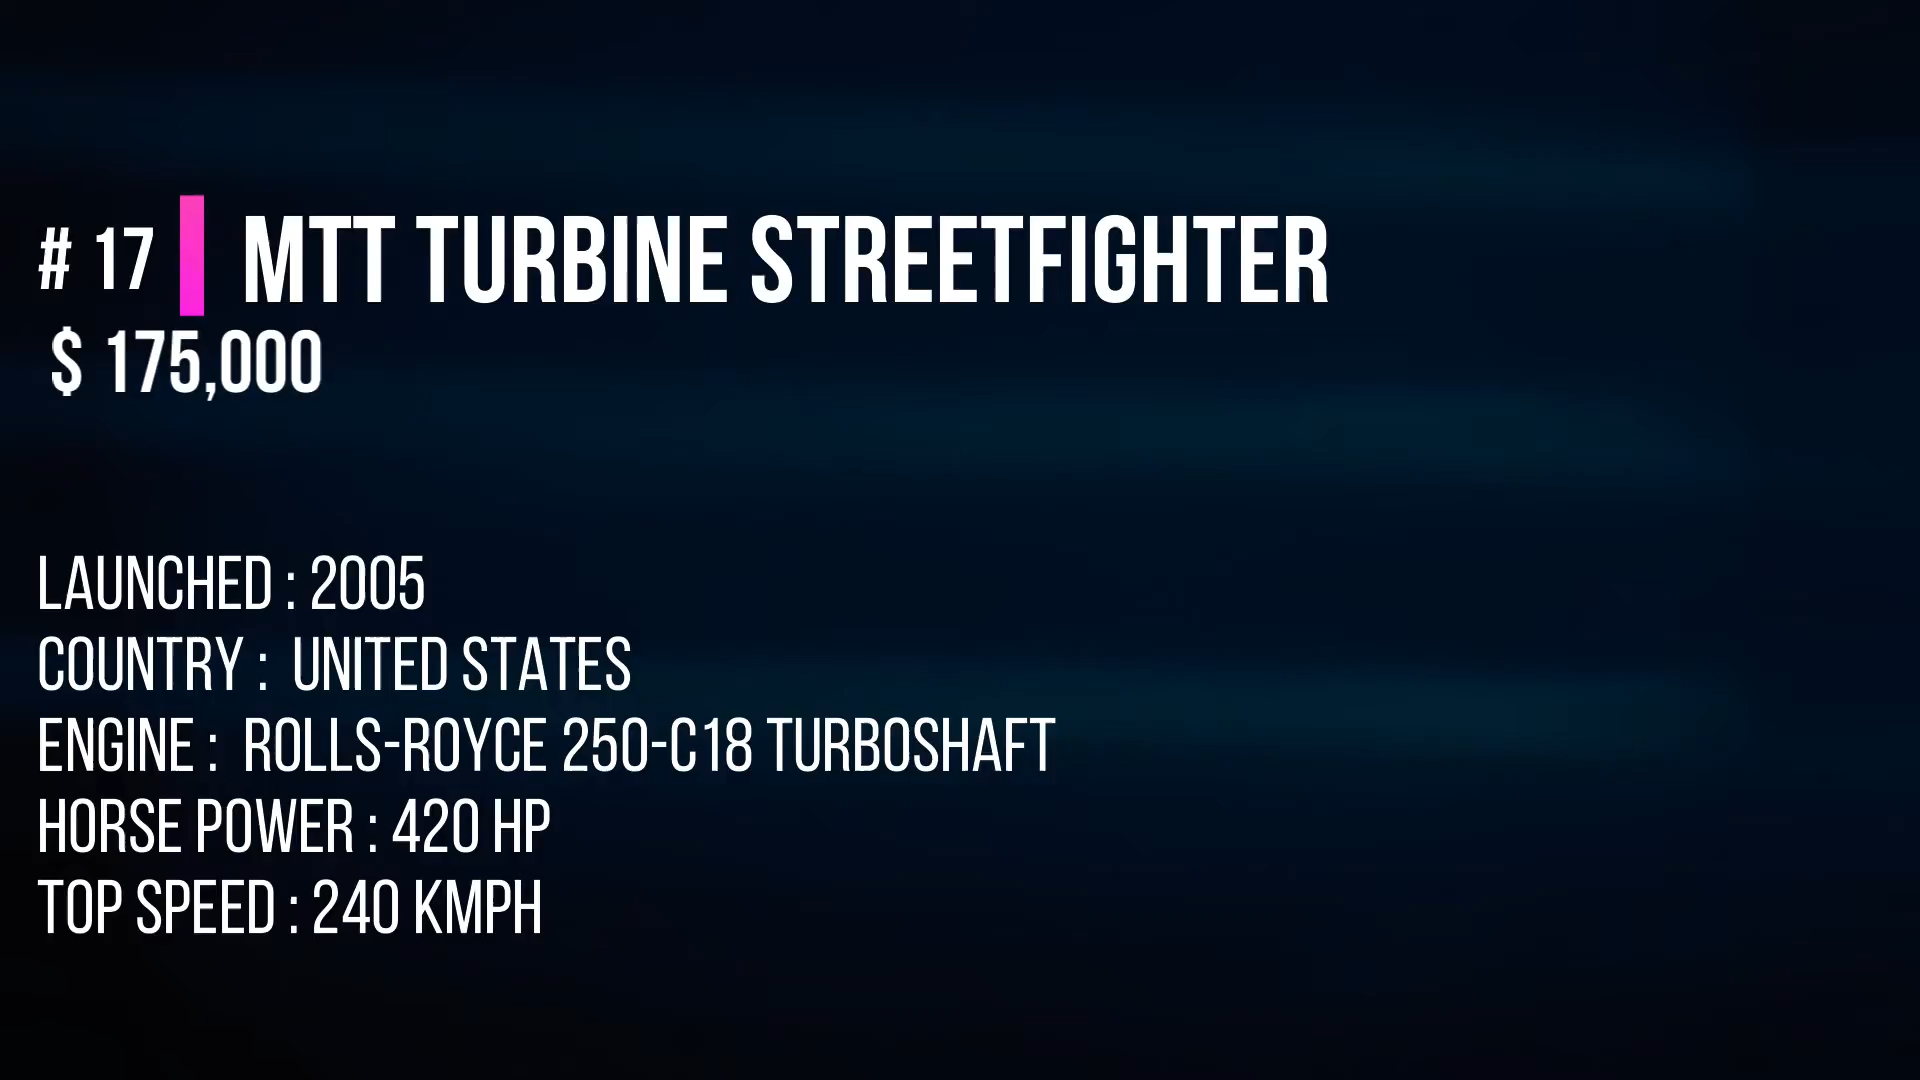 # 17 MTT TURBINE STREETFIGHTER
$ 175,000
LAUNCHED : 2005
COUNTRY : UNITED STATES
ENGINE : ROLLS-ROYCE 250-C18 TURBOSHAFT
HORSE POWER : 420 HP
TOP SPEED : 240 KMPH